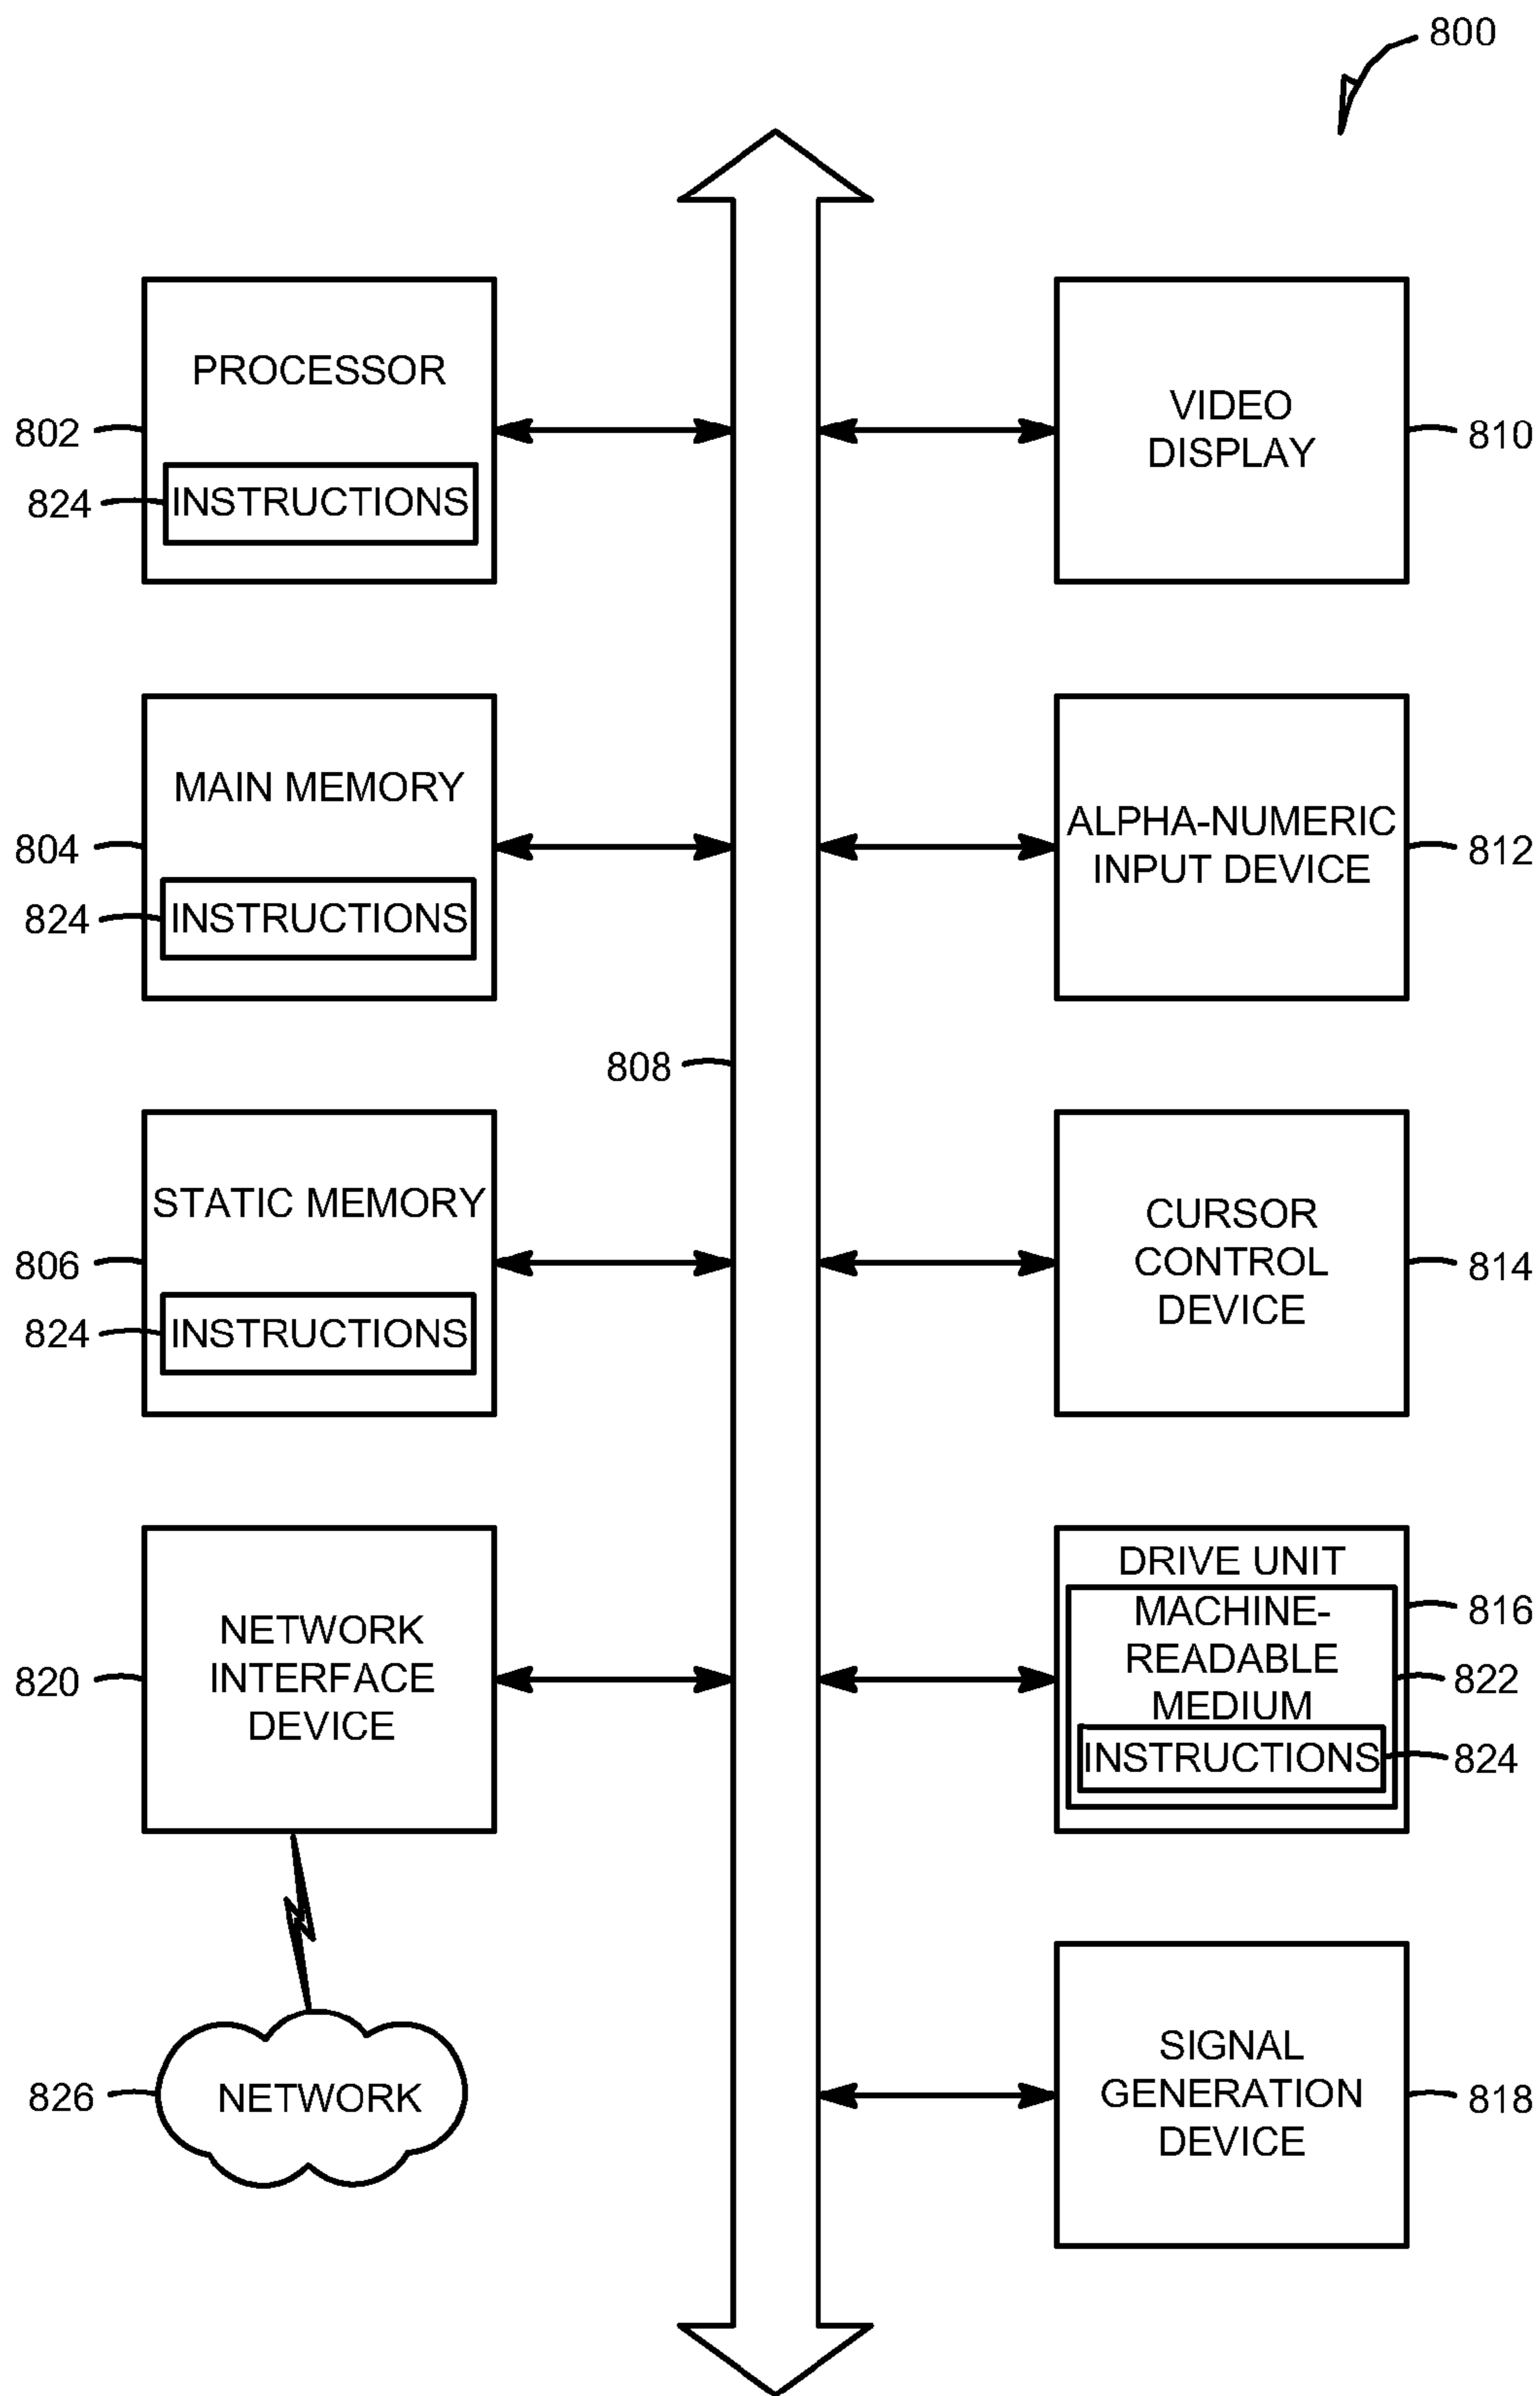 800
PROCESSOR
802
824
INSTRUCTIONS
VIDEO
DISPLAY
810
MAIN MEMORY
804
824
INSTRUCTIONS
ALPHA-NUMERIC
INPUT DEVICE
812
808
STATIC MEMORY
806
824
INSTRUCTIONS
CURSOR
CONTROL
DEVICE
814
NETWORK
INTERFACE
DEVICE
820
DRIVE UNIT
816
MACHINE-
READABLE
MEDIUM
822
INSTRUCTIONS
824
826
NETWORK
SIGNAL
GENERATION
DEVICE
818